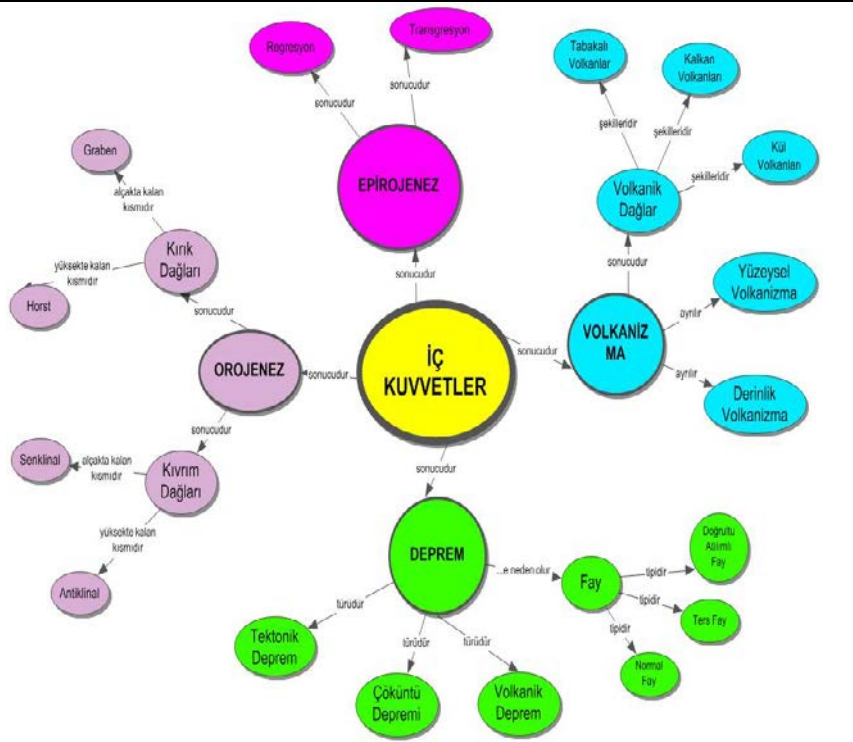 Transgresyon
Regresyon
sonucudur
sonucudur
EPİROJENEZ
sonucudur
Tabakalı
Volkanlar
Kalkan
Volkanları
Kül
Volkanları
şekilleridir
şekilleridir
şekilleridir
Volkanik
Dağlar
sonucudur
VOLKANİZ
MA
ayrılır
Yüzeysel
Volkanizma
ayrılır
Derinlik
Volkanizma
sonucudur
İÇ
KUVVETLER
sonucudur
OROJENEZ
sonucudur
Kırık
Dağları
alçakta kalan
kısmıdır
Graben
yüksekte kalan
kısmıdır
Horst
sonucudur
Kıvrım
Dağları
alçakta kalan
kısmıdır
Senklinal
yüksekte kalan
kısmıdır
Antiklinal
sonucudur
DEPREM
türüdür
Tektonik
Deprem
türüdür
Çöküntü
Depremi
türüdür
Volkanik
Deprem
...e neden olur
Fay
tipidir
Doğrultu
Atılımlı
Fay
tipidir
Ters Fay
tipidir
Normal
Fay